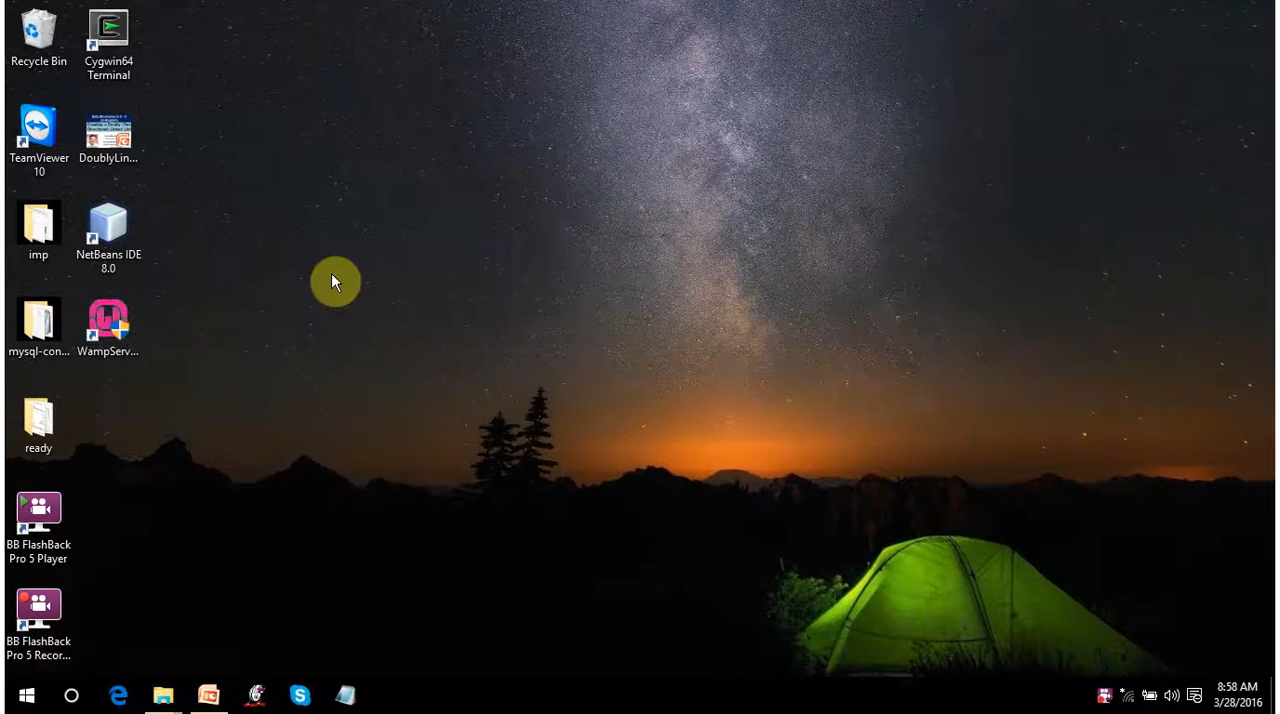 Recycle Bin
Cygwin64
Terminal
TeamViewer
10
DoublyLin...
imp
NetBeans IDE
8.0
mysql-con...
WampServ...
ready
BB FlashBack
Pro 5 Player
BB FlashBack
Pro 5 Recor...
8:58 AM
3/28/2016